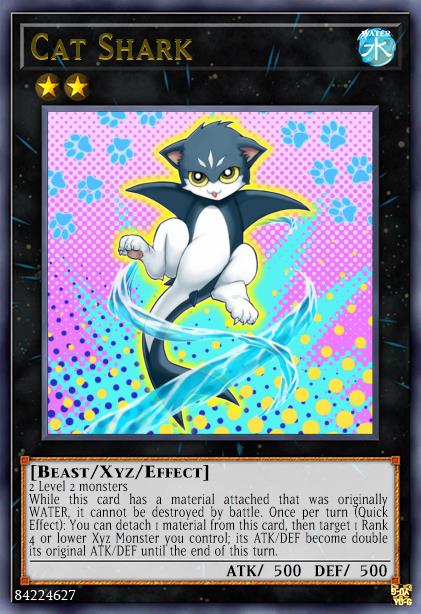 CAT SHARK
WATER
水
[BEAST/XYZ/EFFECT]
2 Level 2 monsters
While this card has a material attached that was originally
WATER, it cannot be destroyed by battle. Once per turn (Quick
Effect): You can detach 1 material from this card, then target 1 Rank
4 or lower Xyz Monster you control; its ATK/DEF become double
its original ATK/DEF until the end of this turn.
ATK/ 500 DEF/ 500
84224627